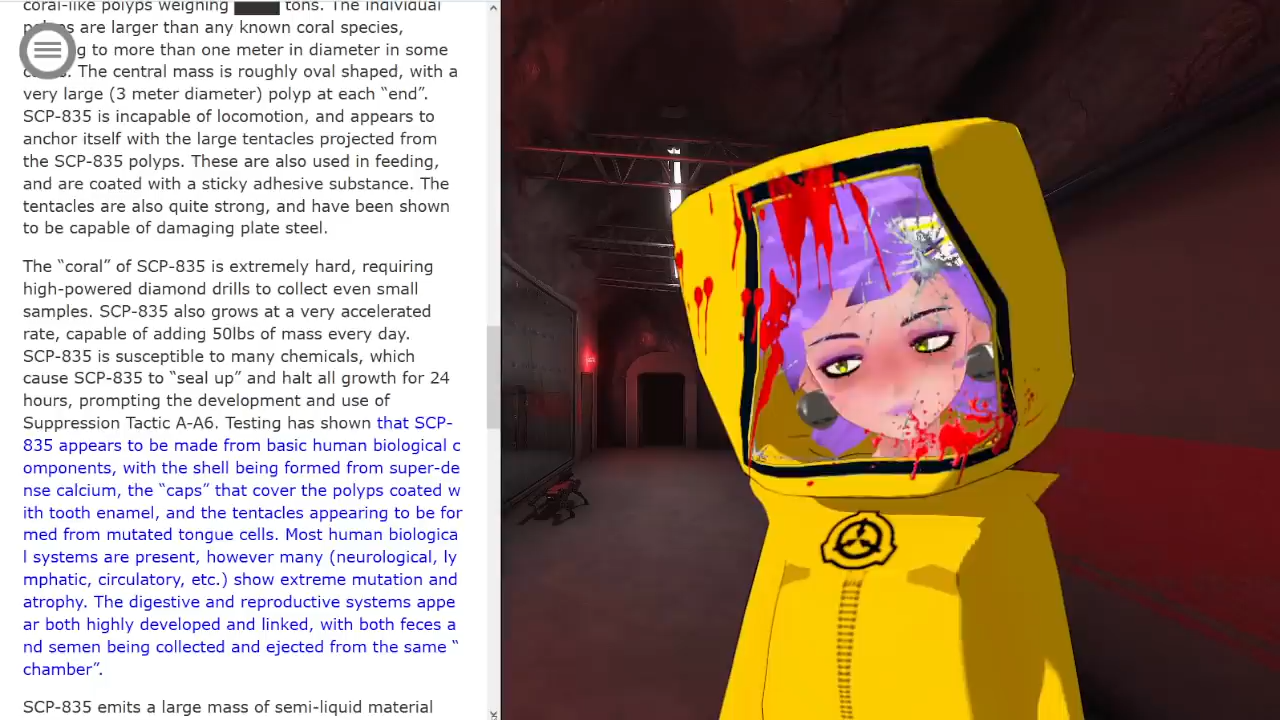 coral-like polyps weighing tons. The individual
are larger than any known coral species,
to more than one meter in diameter in some
The central mass is roughly oval shaped, with a
very large (3 meter diameter) polyp at each “end”.
SCP-835 is incapable of locomotion, and appears to
anchor itself with the large tentacles projected from
the SCP-835 polyps. These are also used in feeding,
and are coated with a sticky adhesive substance. The
tentacles are also quite strong, and have been shown
to be capable of damaging plate steel.
The “coral” of SCP-835 is extremely hard, requiring
high-powered diamond drills to collect even small
samples. SCP-835 also grows at a very accelerated
rate, capable of adding 50lbs of mass every day.
SCP-835 is susceptible to many chemicals, which
cause SCP-835 to “seal up” and halt all growth for 24
hours, prompting the development and use of
Suppression Tactic A-A6. Testing has shown that SCP-
835 appears to be made from basic human biological c
omponents, with the shell being formed from super-de
nse calcium, the “caps” that cover the polyps coated w
ith tooth enamel, and the tentacles appearing to be for
med from mutated tongue cells. Most human biologica
l systems are present, however many (neurological, ly
mphatic, circulatory, etc.) show extreme mutation and
atrophy. The digestive and reproductive systems appe
ar both highly developed and linked, with both feces a
nd semen being collected and ejected from the same “
chamber”.
SCP-835 emits a large mass of semi-liquid material